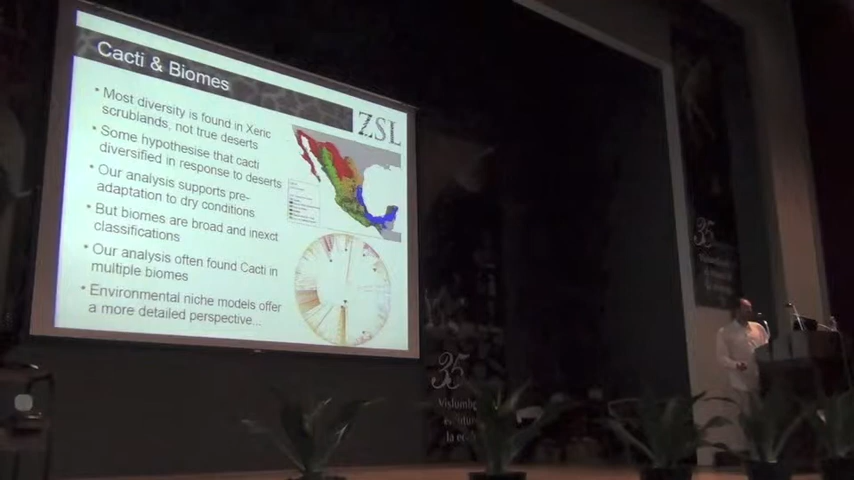 Cacti & Biomes
ZSL
• Most diversity is found in Xeric
scrublands, not true deserts
• Some hypothesise that cacti
diversified in response to deserts
• Our analysis supports pre-
adaptation to dry conditions
• But biomes are broad and inexct
classifications
• Our analysis often found Cacti in
multiple biomes
• Environmental niche models offer
a more detailed perspective...
35
35